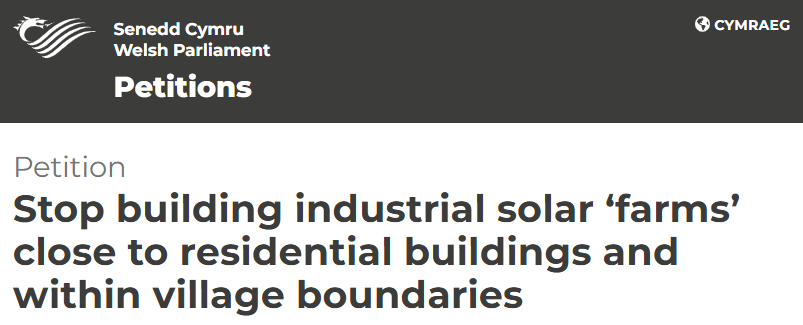 Senedd Cymru
Welsh Parliament
Petitions
CYMRAEG
Petition
Stop building industrial solar ‘farms’
close to residential buildings and
within village boundaries